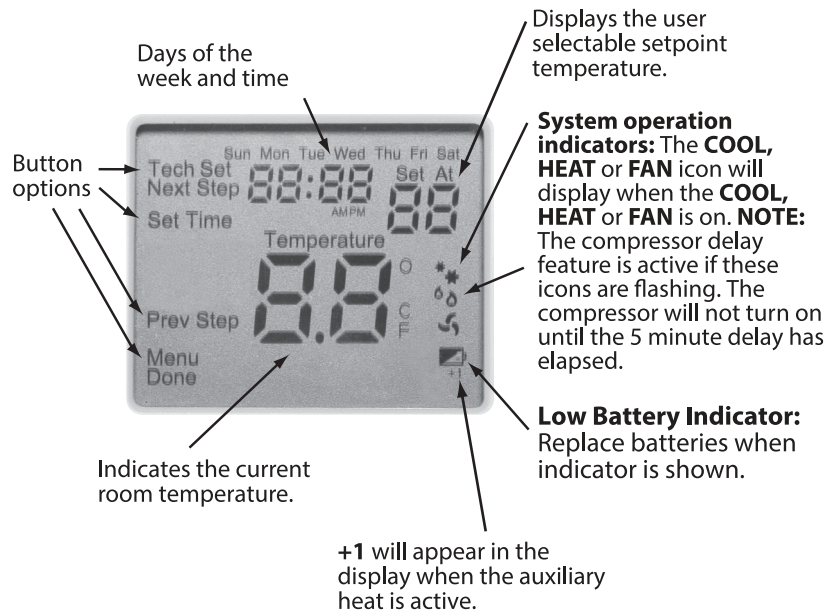 Displays the user
selectable setpoint
temperature.
Days of the
week and time
System operation
indicators: The COOL,
HEAT or FAN icon will
display when the COOL,
HEAT or FAN is on. NOTE:
The compressor delay
feature is active if these
icons are flashing. The
compressor will not turn on
until the 5 minute delay has
elapsed.
Button
options
Sun Mon Tue Wed Thu Fri Sat
Tech Set
Next Step
88:88
Set At
88
AM PM
Set Time
Temperature
8.8
O
C
F
Prev Step
Menu
Done
+1
Low Battery Indicator:
Replace batteries when
indicator is shown.
Indicates the current
room temperature.
+1 will appear in the
display when the auxiliary
heat is active.